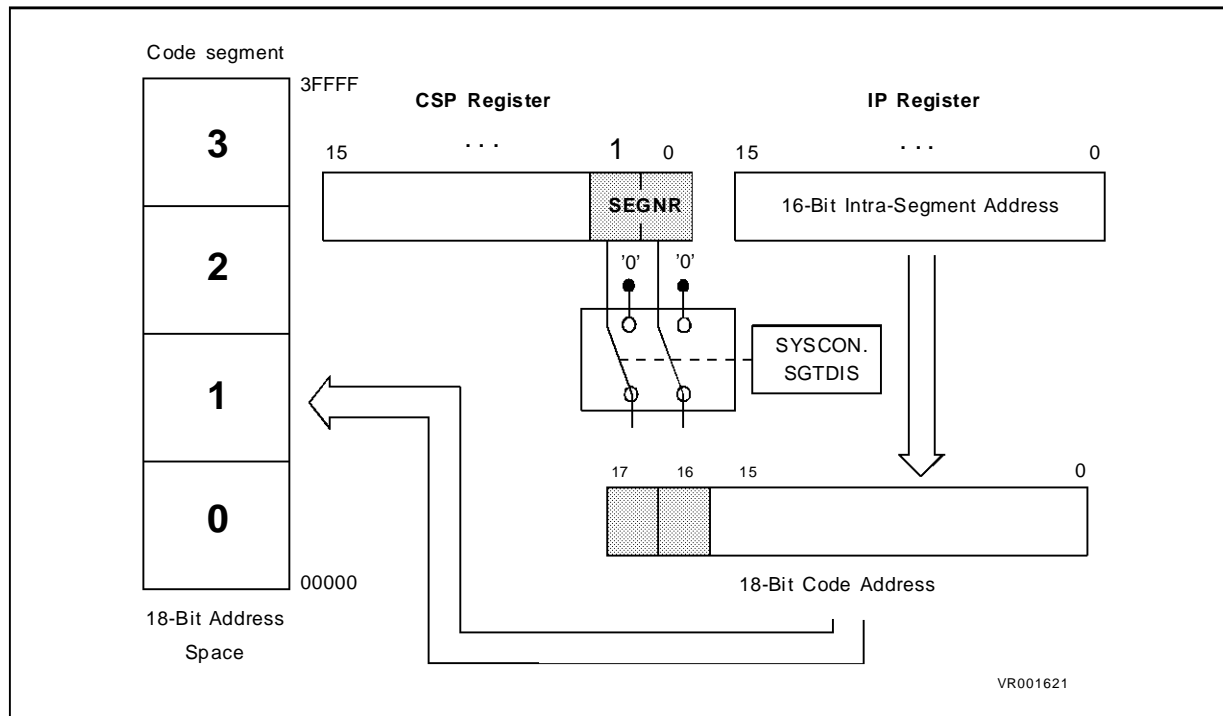 Code segment
3FFFF
3
2
1
0
00000
18-Bit Address
Space
CSP Register
15 ... 1 0
SEGNR
'0' '0'
SYSCON.
SGTDIS
IP Register
15 ... 0
16-Bit Intra-Segment Address
17 16 15 0
18-Bit Code Address
VR001621